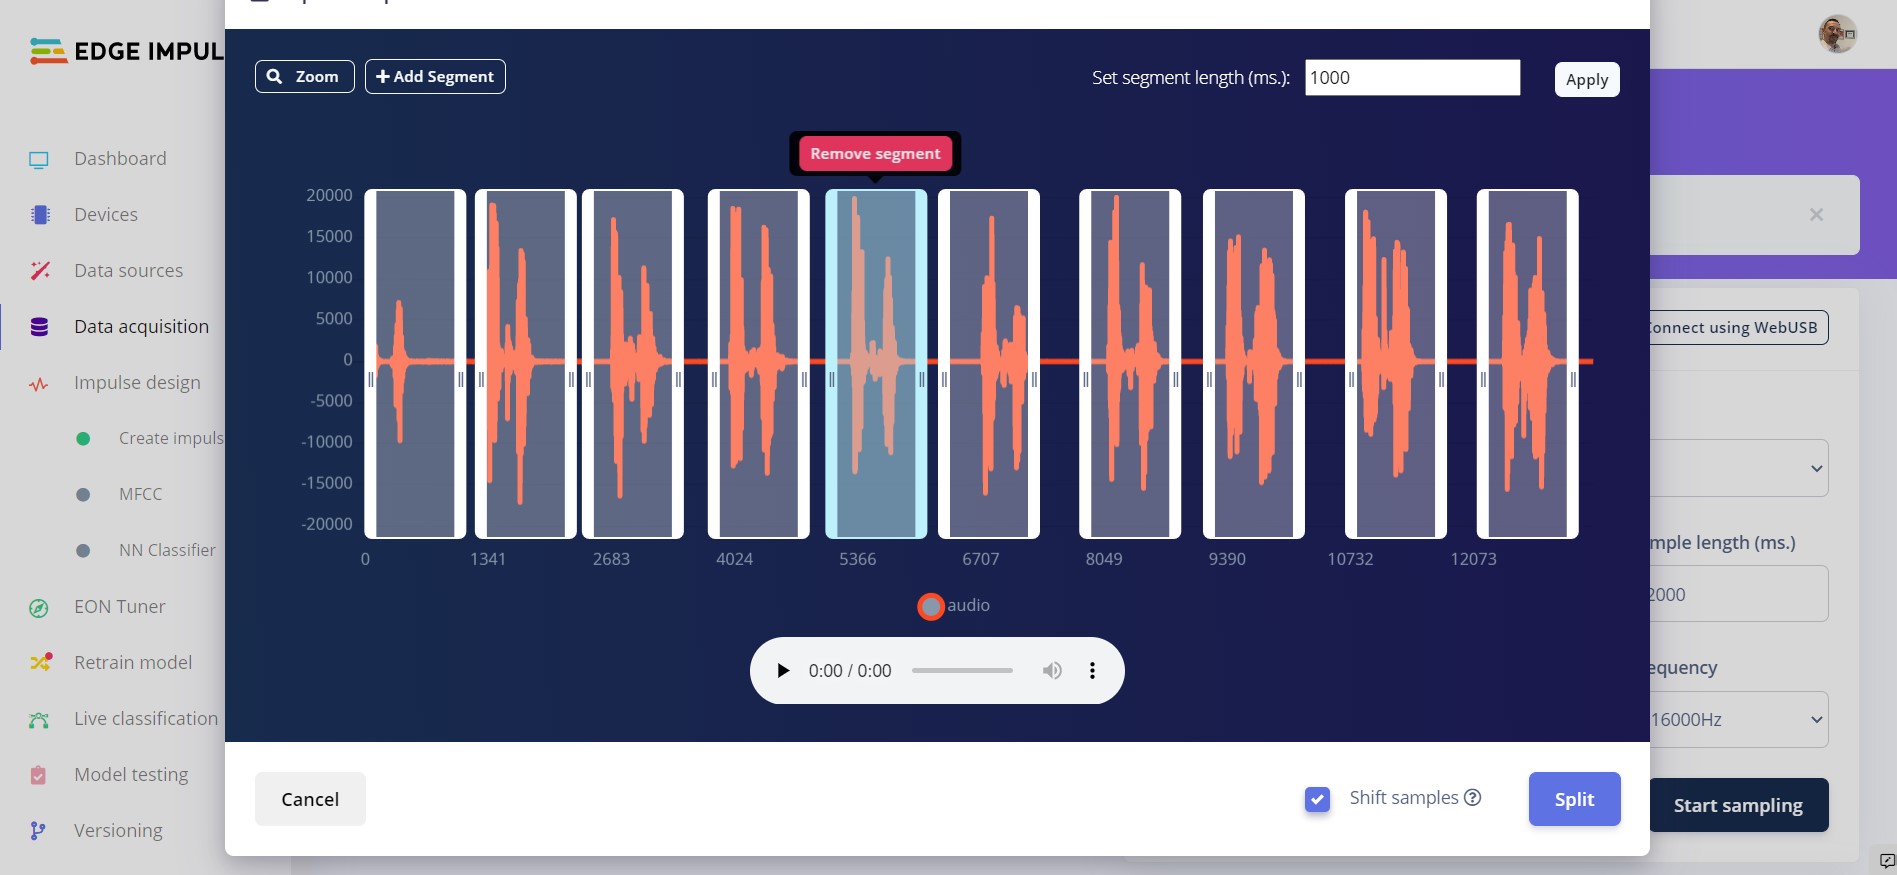 EDGE IMPUL
Dashboard
Devices
Data sources
Data acquisition
Impulse design
Create impuls
MFCC
NN Classifier
EON Tuner
Retrain model
Live classification
Model testing
Versioning
Zoom
Add Segment
Set segment length (ms.):
1000
Apply
Remove segment
20000
15000
10000
5000
0
-5000
-10000
-15000
-20000
0 1341 2683 4024 5366 6707 8049 9390 10732 12073
audio
0:00 / 0:00
Cancel
Shift samples
Split
onnect using WebUSB
mple length (ms.)
2000
equency
16000Hz
Start sampling